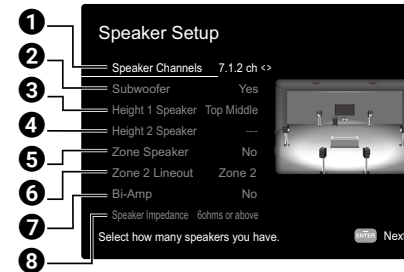 Speaker Setup
1 Speaker Channels 7.1.2 ch <>
2 Subwoofer Yes
3 Height 1 Speaker Top Middle
4 Height 2 Speaker ---
5 Zone Speaker No
6 Zone 2 Lineout Zone 2
7 Bi-Amp No
8 Speaker Impedance 6ohms or above
Select how many speakers you have. ENTER Next